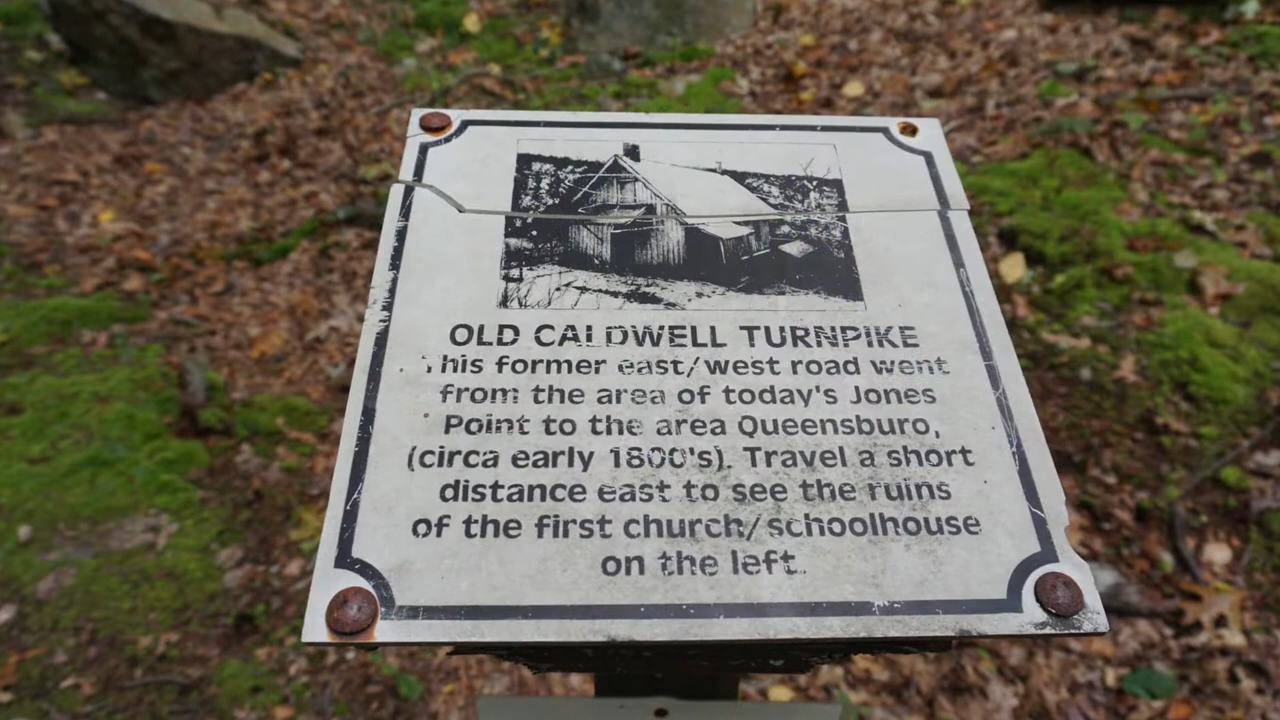 OLD CALDWELL TURNPIKE
This former east/west road went
from the area of today's Jones
Point to the area Queensburo,
(circa early 1800's). Travel a short
distance east to see the ruins
of the first church/schoolhouse
on the left.